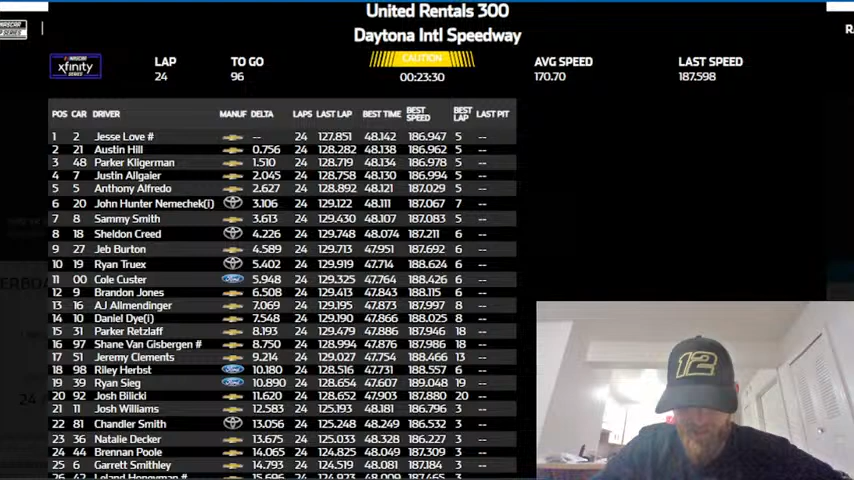 United Rentals 300
Daytona Intl Speedway
NASCAR
xfinity
SERIES
LAP
24
TO GO
96
CAUTION
00:23:30
AVG SPEED
170.70
LAST SPEED
187.598
POS CAR DRIVER MANUF DELTA LAPS LAST LAP BEST TIME BEST SPEED BEST LAP LAST PIT
1 2 Jesse Love # -- 24 127.851 48.142 186.947 5 --
2 21 Austin Hill 0.756 24 128.282 48.138 186.962 5 --
3 48 Parker Kligerman 1.510 24 128.719 48.134 186.978 5 --
4 7 Justin Allgaier 2.045 24 128.758 48.130 186.994 5 --
5 5 Anthony Alfredo 2.627 24 128.892 48.121 187.029 5 --
6 20 John Hunter Nemechek(i) 3.106 24 129.122 48.111 187.067 7 --
7 8 Sammy Smith 3.613 24 129.430 48.107 187.083 5 --
8 18 Sheldon Creed 4.226 24 129.748 48.074 187.211 6 --
9 27 Jeb Burton 4.589 24 129.713 47.951 187.692 6 --
10 19 Ryan Truex 5.402 24 129.919 47.714 188.624 6 --
11 00 Cole Custer Ford 5.948 24 129.325 47.764 188.426 6 --
12 9 Brandon Jones 6.508 24 129.413 47.843 188.115 6 --
13 16 AJ Allmendinger 7.069 24 129.195 47.873 187.997 8 --
14 10 Daniel Dye(i) 7.548 24 129.190 47.866 188.025 8 --
15 31 Parker Retzlaff 8.193 24 129.479 47.886 187.946 18 --
16 97 Shane Van Gisbergen # 8.750 24 128.994 47.876 187.986 18 --
17 51 Jeremy Clements 9.214 24 129.027 47.754 188.466 13 --
18 98 Riley Herbst Ford 10.180 24 128.516 47.731 188.557 6 --
19 39 Ryan Sieg Ford 10.890 24 128.654 47.607 189.048 19 --
20 92 Josh Bilicki 11.620 24 128.652 47.903 187.880 20 --
21 11 Josh Williams 12.583 24 125.193 48.181 186.796 3 --
22 81 Chandler Smith 13.056 24 125.248 48.249 186.532 3 --
23 36 Natalie Decker 13.675 24 125.033 48.328 186.227 3 --
24 44 Brennan Poole 14.065 24 124.825 48.049 187.309 3 --
25 6 Garrett Smithley 14.793 24 124.519 48.081 187.184 3 --
26 42 Leland Honeyman # 15.696 24 124.923 48.009 187.465 3 --
12